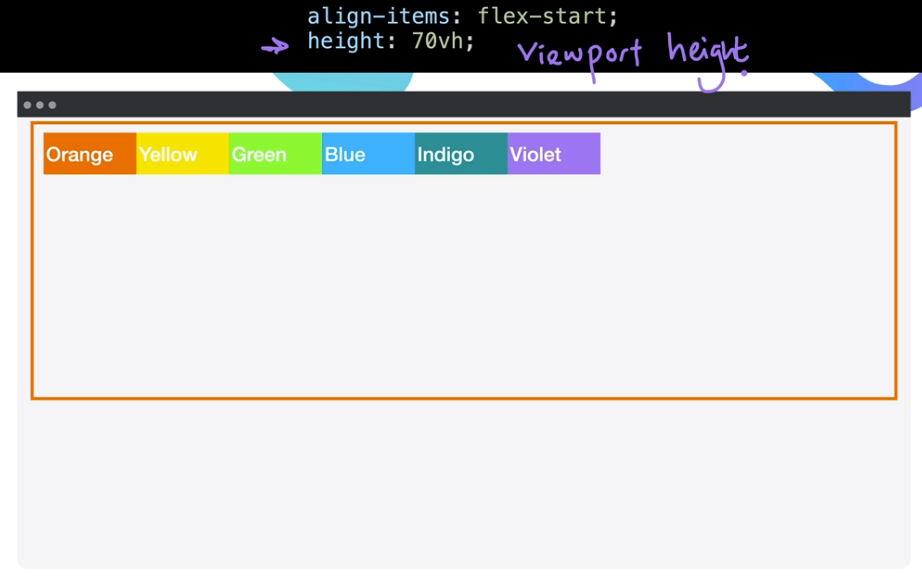 align-items: flex-start;
height: 70vh; Viewport height.
Orange Yellow Green Blue Indigo Violet